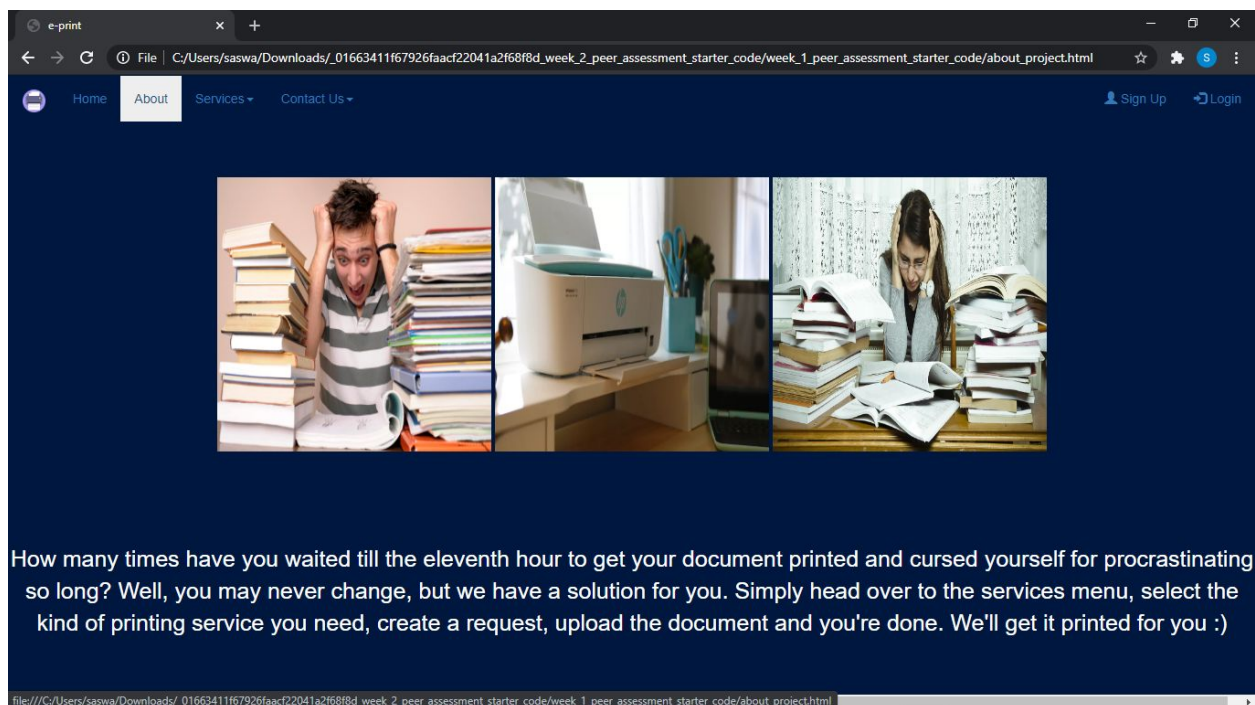 e-print
File C:/Users/saswa/Downloads/_01663411f67926faacf22041a2f68f8d_week_2_peer_assessment_starter_code/week_1_peer_assessment_starter_code/about_project.html
S
Home About Services Contact Us Sign Up Login
hp
How many times have you waited till the eleventh hour to get your document printed and cursed yourself for procrastinating
so long? Well, you may never change, but we have a solution for you. Simply head over to the services menu, select the
kind of printing service you need, create a request, upload the document and you're done. We'll get it printed for you :)
file:///C:/Users/saswa/Downloads/_01663411f67926faacf22041a2f68f8d_week_2_peer_assessment_starter_code/week_1_peer_assessment_starter_code/about_project.html